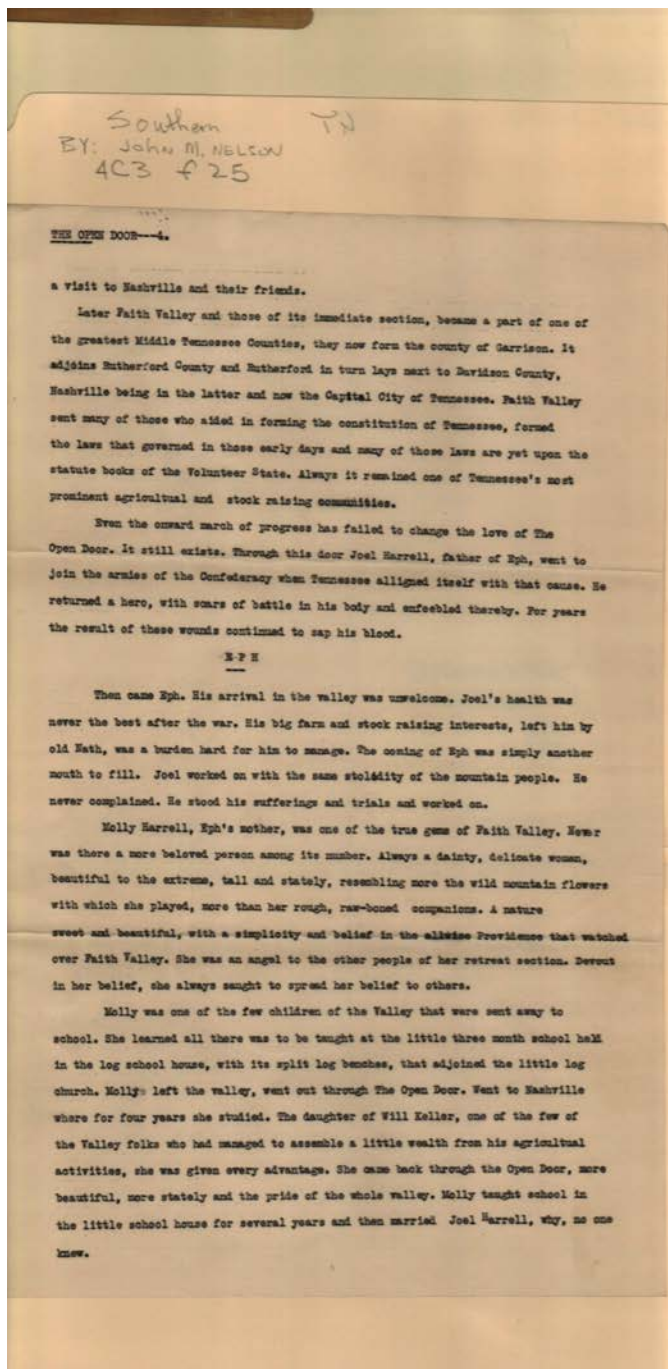 Southern TN
BY: John M. NELSON
4C3 f 25
THE OPEN DOOR---4.
a visit to Nashville and their friends.
Later Faith Valley and those of its immediate section, became a part of one of
the greatest Middle Tennessee Counties, they now form the county of Garrison. It
adjoins Rutherford County and Rutherford in turn lays next to Davidson County,
Nashville being in the latter and now the Capital City of Tennessee. Faith Valley
sent many of those who aided in forming the constitution of Tennessee, formed
the laws that governed in those early days and many of those laws are yet upon the
statute books of the Volunteer State. Always it remained one of Tennessee's most
prominent agricultual and stock raising communities.
Even the onward march of progress has failed to change the love of The
Open Door. It still exists. Through this door Joel Harrell, father of Eph, went to
join the armies of the Confederacy when Tennessee alligned itself with that cause. He
returned a hero, with scars of battle in his body and enfeebled thereby. For years
the result of these wounds continued to sap his blood.
E P H
Then came Eph. His arrival in the valley was unwelcome. Joel's health was
never the best after the war. His big farm and stock raising interests, left him by
old Nath, was a burden hard for him to manage. The coming of Eph was simply another
mouth to fill. Joel worked on with the same stolidity of the mountain people. He
never complained. He stood his sufferings and trials and worked on.
Molly Harrell, Eph's mother, was one of the true gems of Faith Valley. Never
was there a more beloved person among its number. Always a dainty, delicate woman,
beautiful to the extreme, tall and stately, resembling more the wild mountain flowers
with which she played, more than her rough, raw-boned companions. A nature
sweet and beautiful, with a simplicity and belief in the allwise Providence that watched
over Faith Valley. She was an angel to the other people of her retreat section. Devout
in her belief, she always saught to spread her belief to others.
Molly was one of the few children of the Valley that were sent away to
school. She learned all there was to be taught at the little three month school held
in the log school house, with its split log benches, that adjoined the little log
church. Molly left the valley, went out through The Open Door. Went to Nashville
where for four years she studied. The daughter of Will Keller, one of the few of
the Valley folks who had managed to assemble a little wealth from his agricultual
activities, she was given every advantage. She came back through the Open Door, more
beautiful, more stately and the pride of the whole valley. Molly taught school in
the little school house for several years and then married Joel Harrell, why, no one
knew.